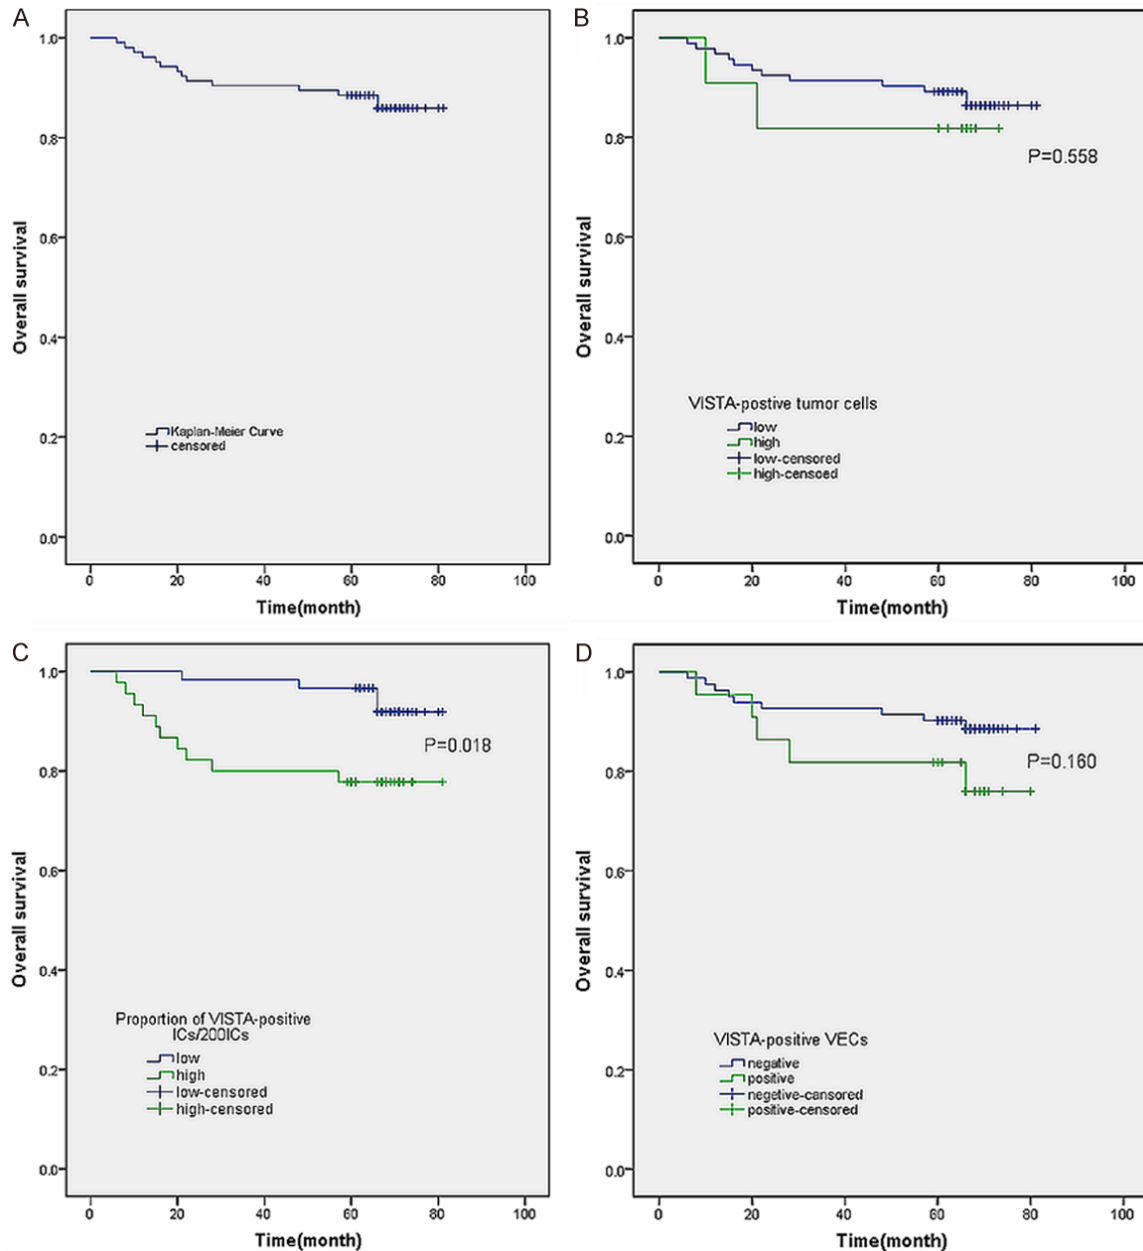 A
1.0
0.8
0.6
0.4
0.2
0.0
Overall survival
Kaplan-Meier Curve
censored
0 20 40 60 80 100
Time(month)
B
1.0
0.8
0.6
0.4
0.2
0.0
Overall survival
P=0.558
VISTA-postive tumor cells
low
high
low-censored
high-censoed
0 20 40 60 80 100
Time(month)
C
1.0
0.8
0.6
0.4
0.2
0.0
Overall survival
P=0.018
Proportion of VISTA-positive
ICs/200ICs
low
high
low-censored
high-censored
0 20 40 60 80 100
Time(month)
D
1.0
0.8
0.6
0.4
0.2
0.0
Overall survival
P=0.160
VISTA-positive VECs
negative
positive
negetive-cansored
positive-censored
0 20 40 60 80 100
Time(month)